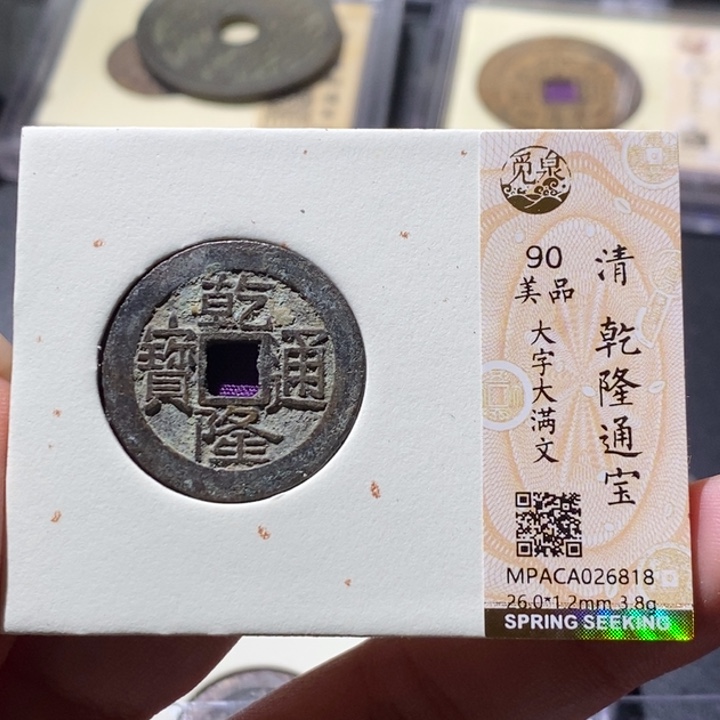 乾隆通寶
觅泉
清 乾隆通宝
90
美品
大字大满文
MPACA026818
26.0*1.2mm 3.8g
SPRING SEEKING